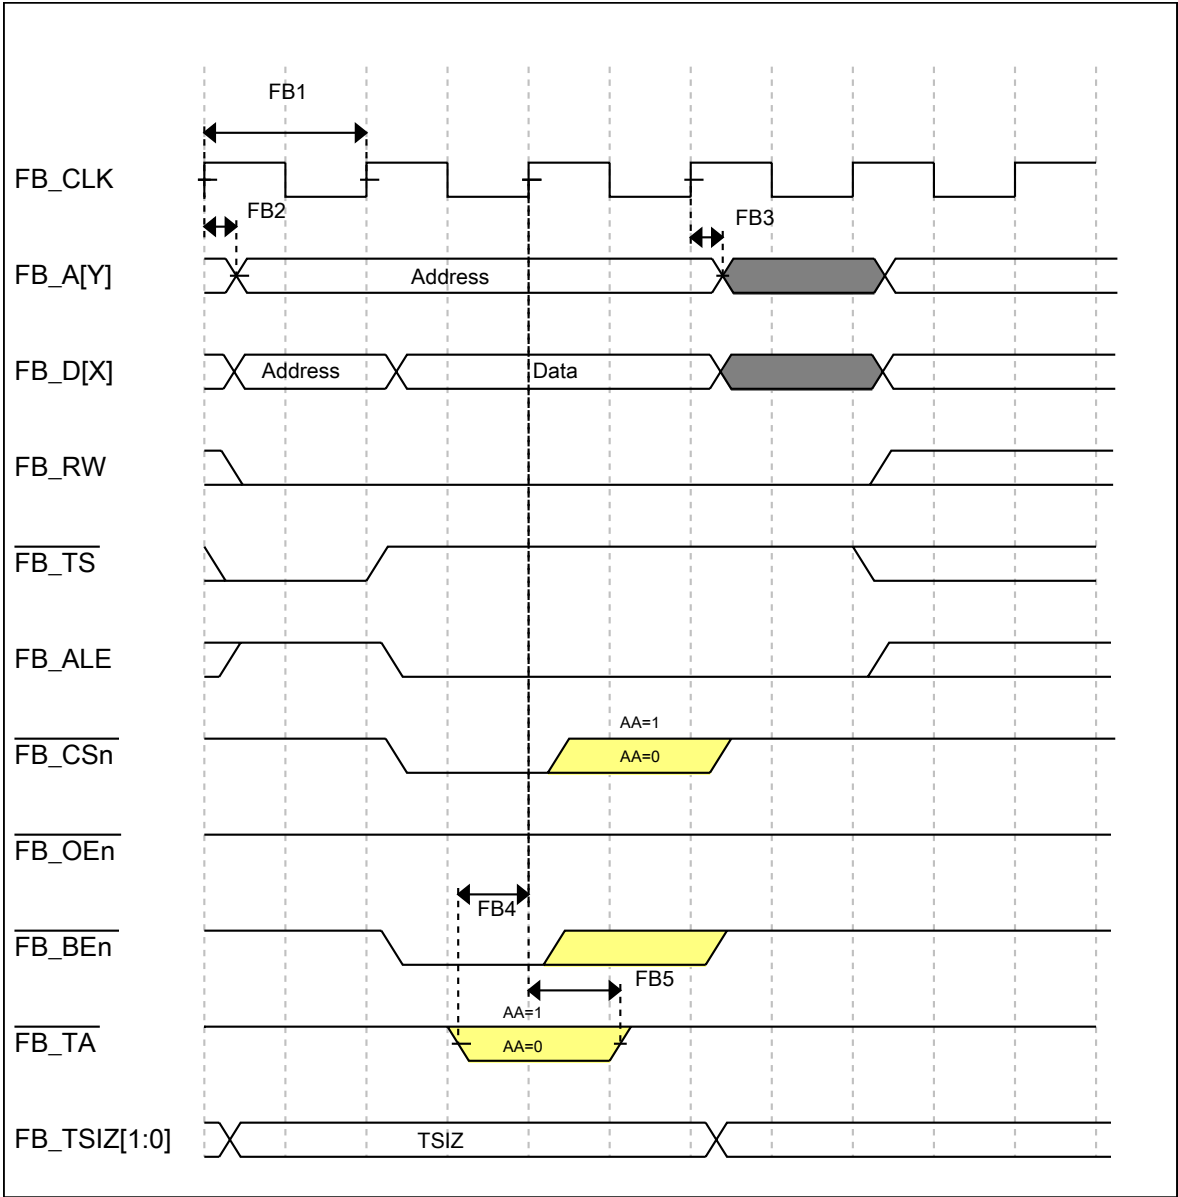 FB1
FB_CLK
FB2
FB3
FB_A[Y]
Address
FB_D[X]
Address
Data
FB_RW
FB_TS
FB_ALE
AA=1
FB_CSn
AA=0
FB_OEn
FB4
FB_BEn
FB5
AA=1
FB_TA
AA=0
FB_TSIZ[1:0]
TSIZ